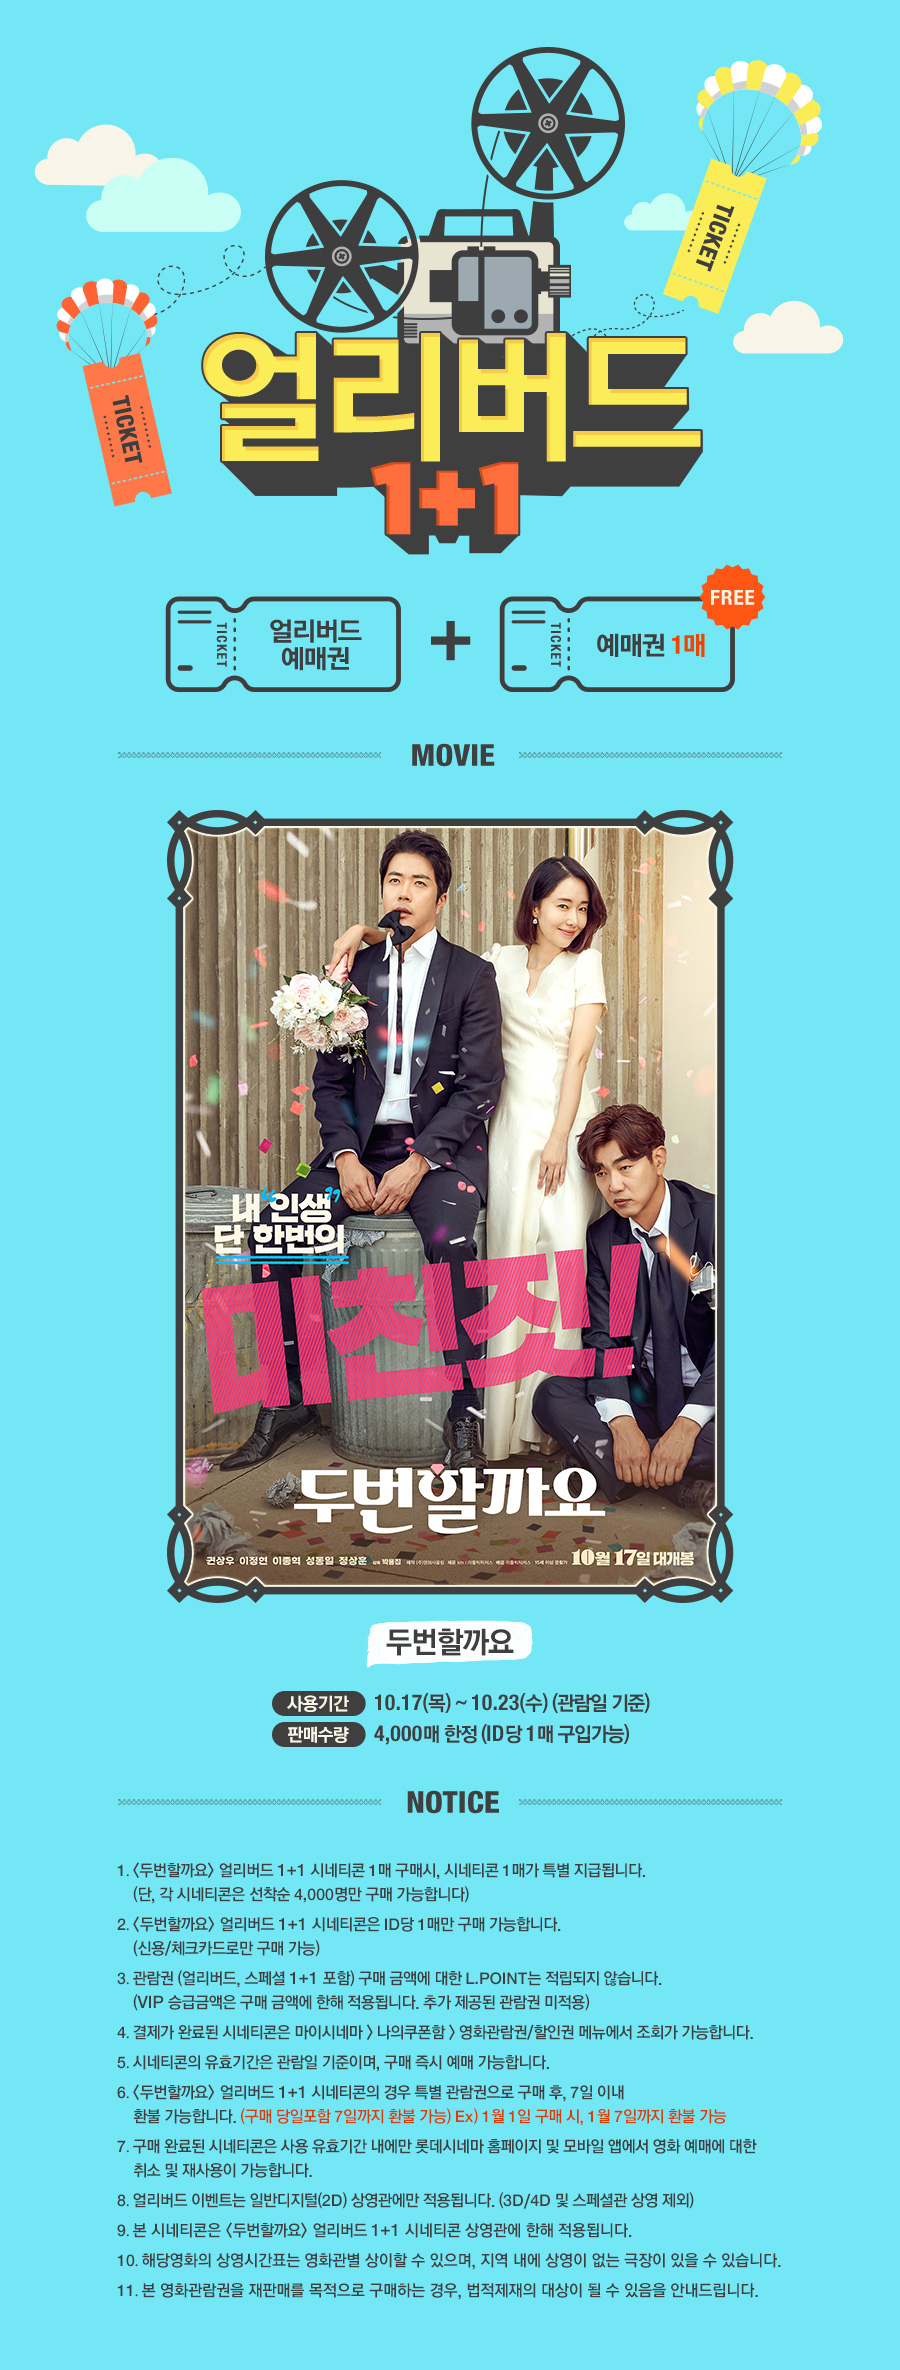 TICKET
TICKET
얼리버드
1+1
TICKET
얼리버드
예매권
+
TICKET
예매권 1매
FREE
MOVIE
내 "인생"
단 한번의
미친짓!
두번할까요
권상우 이정현 이종혁 성동일 정상훈 감독 박용집
15세 이상 관람가
10월 17일 대개봉
두번할까요
사용기간 10.17(목) ~ 10.23(수) (관람일 기준)
판매수량 4,000매 한정 (ID당 1매 구입가능)
NOTICE
1. <두번할까요> 얼리버드 1+1 시네티콘 1매 구매시, 시네티콘 1매가 특별 지급됩니다.
(단, 각 시네티콘은 선착순 4,000명만 구매 가능합니다)
2. <두번할까요> 얼리버드 1+1 시네티콘은 ID당 1매만 구매 가능합니다.
(신용/체크카드로만 구매 가능)
3. 관람권 (얼리버드, 스페셜 1+1 포함) 구매 금액에 대한 L.POINT는 적립되지 않습니다.
(VIP 승급금액은 구매 금액에 한해 적용됩니다. 추가 제공된 관람권 미적용)
4. 결제가 완료된 시네티콘은 마이시네마 > 나의쿠폰함 > 영화관람권/할인권 메뉴에서 조회가 가능합니다.
5. 시네티콘의 유효기간은 관람일 기준이며, 구매 즉시 예매 가능합니다.
6. <두번할까요> 얼리버드 1+1 시네티콘의 경우 특별 관람권으로 구매 후, 7일 이내
환불 가능합니다. (구매 당일포함 7일까지 환불 가능) Ex) 1월 1일 구매 시, 1월 7일까지 환불 가능
7. 구매 완료된 시네티콘은 사용 유효기간 내에만 롯데시네마 홈페이지 및 모바일 앱에서 영화 예매에 대한
취소 및 재사용이 가능합니다.
8. 얼리버드 이벤트는 일반디지털(2D) 상영관에만 적용됩니다. (3D/4D 및 스페셜관 상영 제외)
9. 본 시네티콘은 <두번할까요> 얼리버드 1+1 시네티콘 상영관에 한해 적용됩니다.
10. 해당영화의 상영시간표는 영화관별 상이할 수 있으며, 지역 내에 상영이 없는 극장이 있을 수 있습니다.
11. 본 영화관람권을 재판매를 목적으로 구매하는 경우, 법적제재의 대상이 될 수 있음을 안내드립니다.